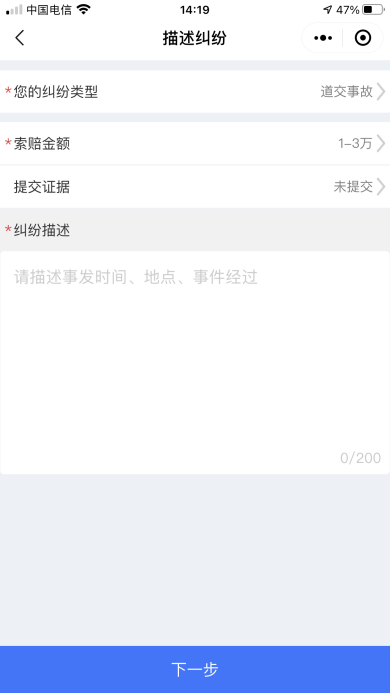 中国电信 14:19 47%
描述纠纷
*您的纠纷类型 道交事故
*索赔金额 1-3万
提交证据 未提交
*纠纷描述
请描述事发时间、地点、事件经过
0/200
下一步